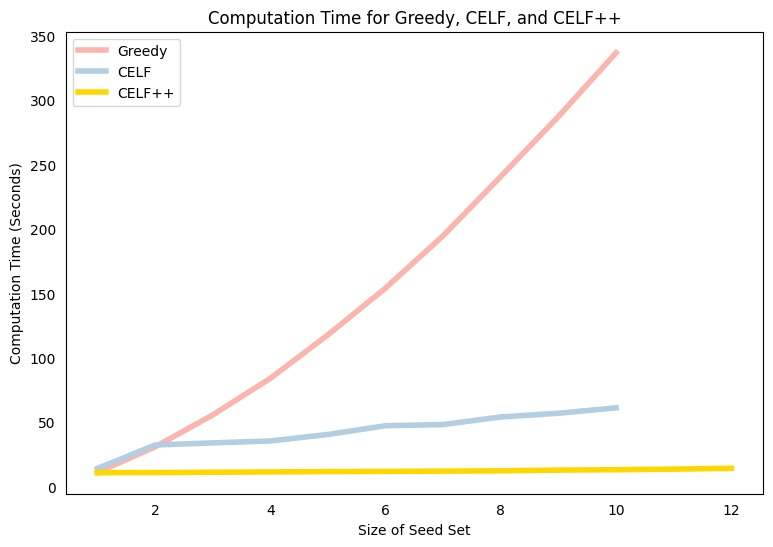 Computation Time for Greedy, CELF, and CELF++
Greedy
CELF
CELF++
Computation Time (Seconds)
350
300
250
200
150
100
50
0
2
4
6
8
10
12
Size of Seed Set